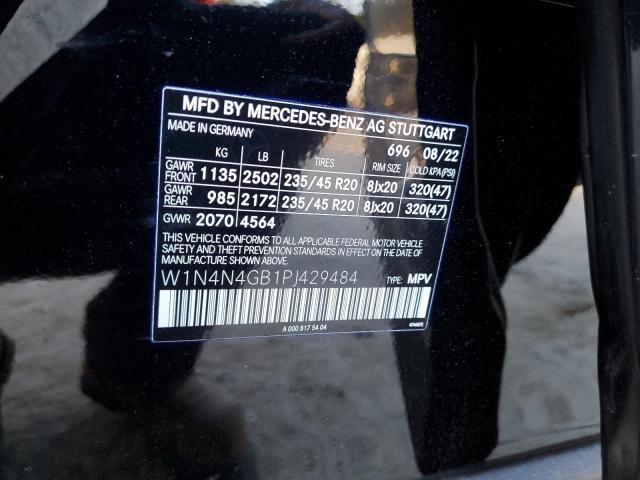 MFD BY MERCEDES-BENZ AG STUTTGART
MADE IN GERMANY 696 08/22
KG LB TIRES RIM SIZE COLD KPA(PSI)
GAWR FRONT 1135 2502 235/45 R20 8Jx20 320(47)
GAWR REAR 985 2172 235/45 R20 8Jx20 320(47)
GVWR 2070 4564
THIS VEHICLE CONFORMS TO ALL APPLICABLE FEDERAL MOTOR VEHICLE
SAFETY AND THEFT PREVENTION STANDARDS IN EFFECT ON THE DATE OF
MANUFACTURE SHOWN ABOVE.
W1N4N4GB1PJ429484 TYPE: MPV
A 000 817 54 04